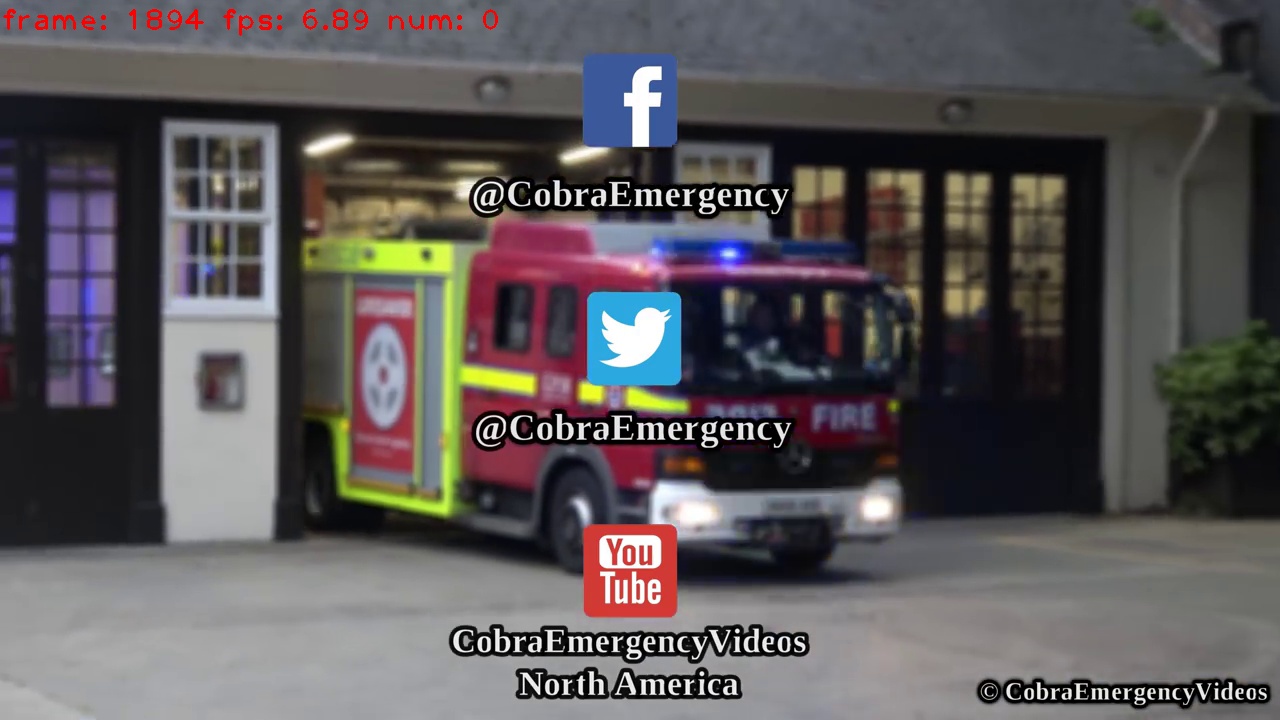 frame: 1894 fps: 6.89 num: 0
f
@CobraEmergency
FIRE
@CobraEmergency
You
Tube
CobraEmergencyVideos
North America
© CobraEmergencyVideos